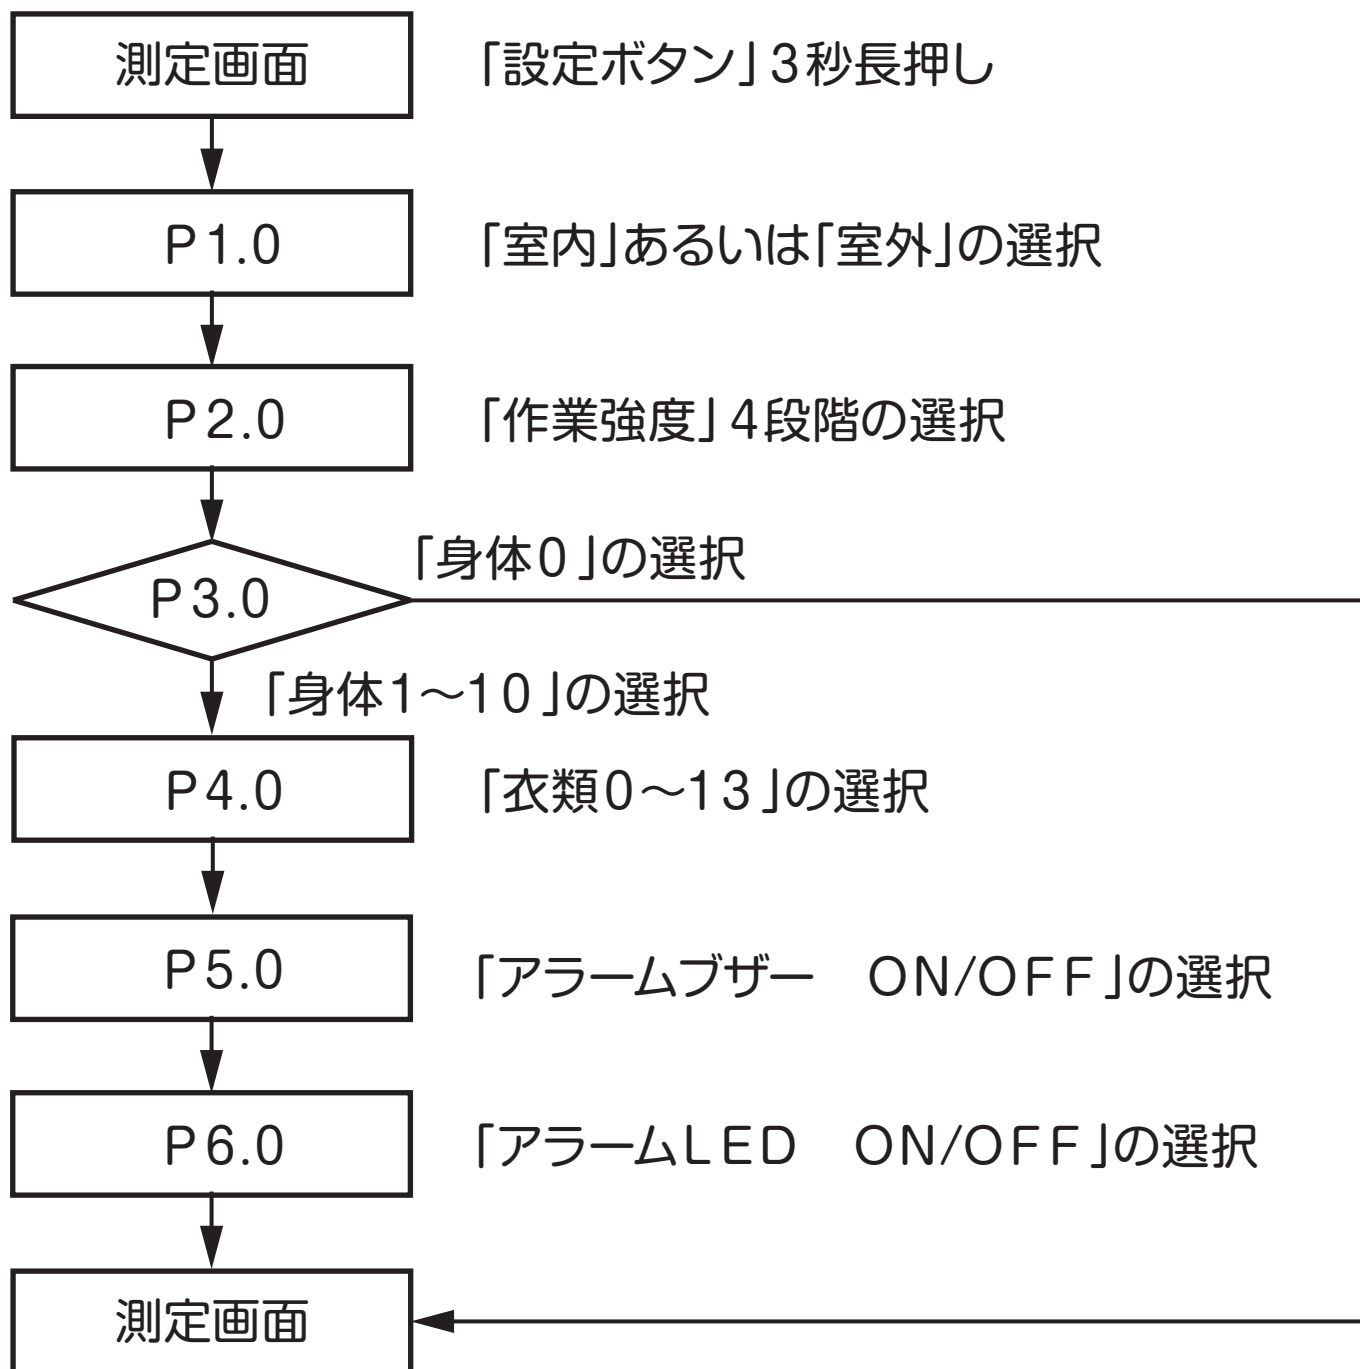 測定画面 「設定ボタン」3秒長押し
P1.0 「室内」あるいは「室外」の選択
P2.0 「作業強度」4段階の選択
「身体0」の選択
P3.0
「身体1～10」の選択
P4.0 「衣類0～13」の選択
P5.0 「アラームブザー　ON/OFF」の選択
P6.0 「アラームLED　ON/OFF」の選択
測定画面